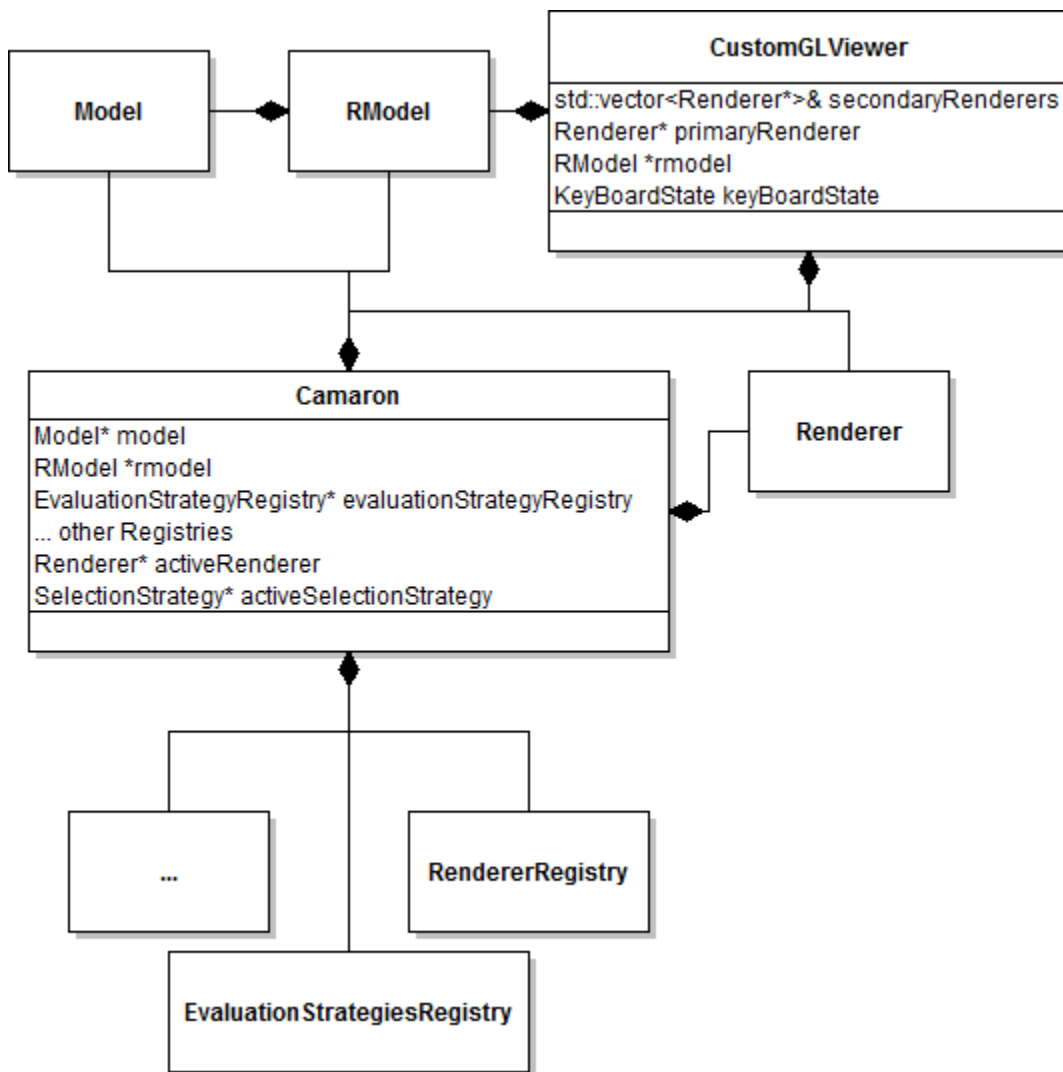 Model
RModel
CustomGLViewer
std::vector<Renderer*>& secondaryRenderers
Renderer* primaryRenderer
RModel *rmodel
KeyBoardState keyBoardState
Camaron
Model* model
RModel *rmodel
EvaluationStrategyRegistry* evaluationStrategyRegistry
... other Registries
Renderer* activeRenderer
SelectionStrategy* activeSelectionStrategy
Renderer
...
RendererRegistry
EvaluationStrategiesRegistry